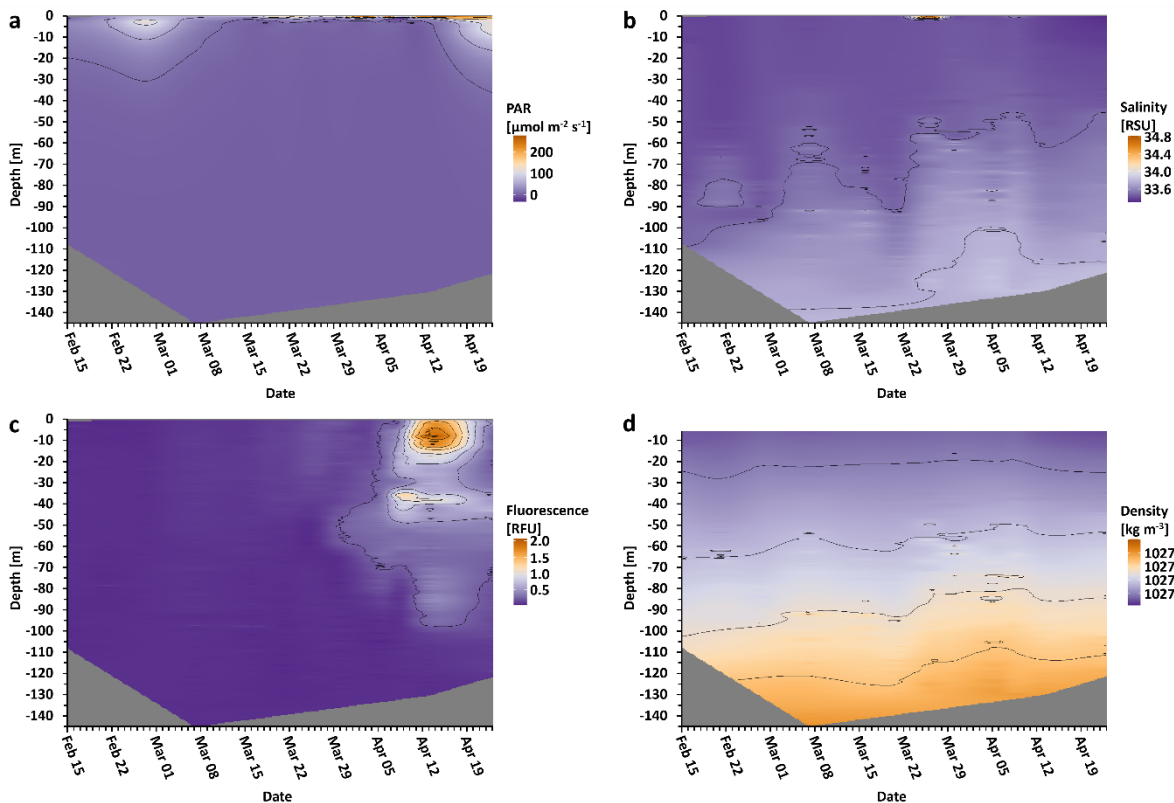 a
0
-10
-20
-30
-40
-50
-60
-70
-80
-90
-100
-110
-120
-130
-140
Depth [m]
Feb 15
Feb 22
Mar 01
Mar 08
Mar 15
Mar 22
Mar 29
Apr 05
Apr 12
Apr 19
Date
PAR
[µmol m⁻² s⁻¹]
200
100
0
b
0
-10
-20
-30
-40
-50
-60
-70
-80
-90
-100
-110
-120
-130
-140
Depth [m]
Feb 15
Feb 22
Mar 01
Mar 08
Mar 15
Mar 22
Mar 29
Apr 05
Apr 12
Apr 19
Date
Salinity
[RSU]
34.8
34.4
34.0
33.6
c
0
-10
-20
-30
-40
-50
-60
-70
-80
-90
-100
-110
-120
-130
-140
Depth [m]
Feb 15
Feb 22
Mar 01
Mar 08
Mar 15
Mar 22
Mar 29
Apr 05
Apr 12
Apr 19
Date
Fluorescence
[RFU]
2.0
1.5
1.0
0.5
d
-10
-20
-30
-40
-50
-60
-70
-80
-90
-100
-110
-120
-130
-140
Depth [m]
Feb 15
Feb 22
Mar 01
Mar 08
Mar 15
Mar 22
Mar 29
Apr 05
Apr 12
Apr 19
Date
Density
[kg m⁻³]
1027
1027
1027
1027